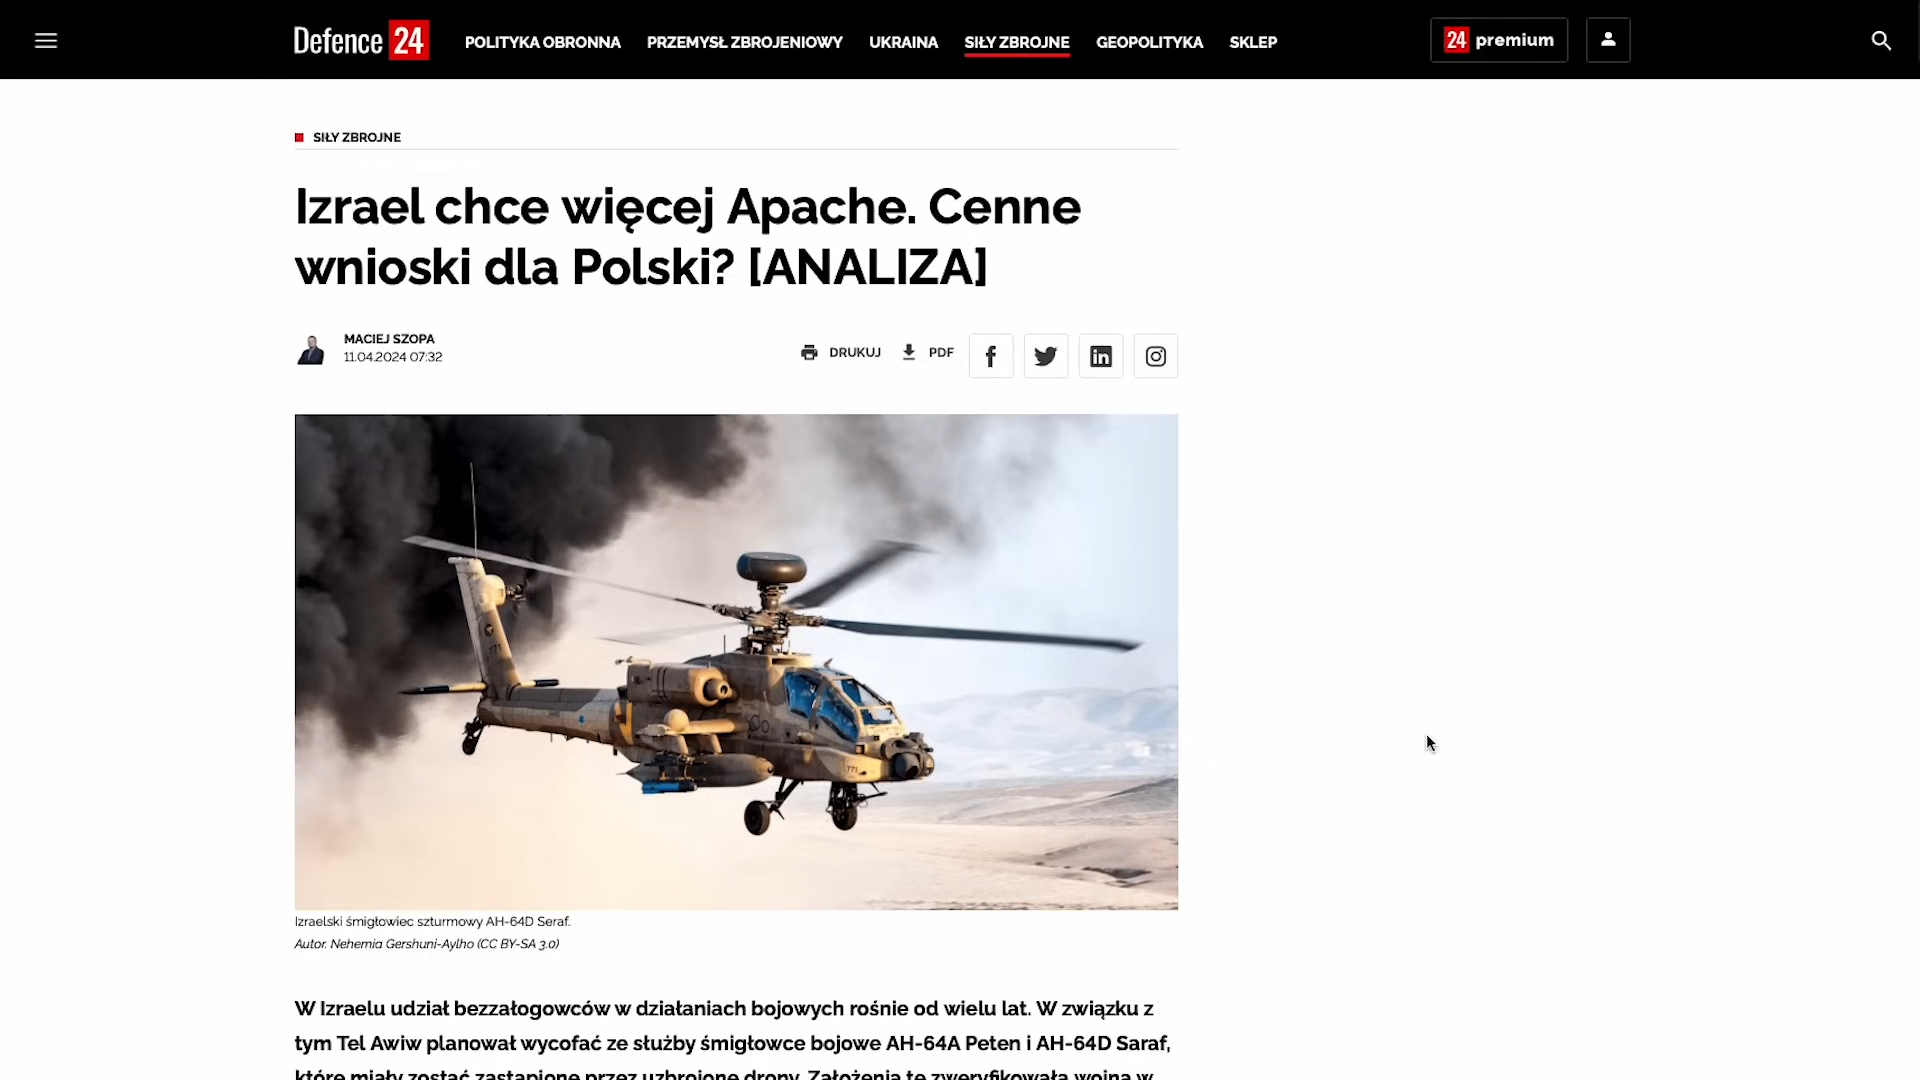 Defence 24
POLITYKA OBRONNA
PRZEMYSŁ ZBROJENIOWY
UKRAINA
SIŁY ZBROJNE
GEOPOLITYKA
SKLEP
24 premium
SIŁY ZBROJNE
Izrael chce więcej Apache. Cenne
wnioski dla Polski? [ANALIZA]
MACIEJ SZOPA
11.04.2024 07:32
DRUKUJ
PDF
Izraelski śmigłowiec szturmowy AH-64D Seraf.
Autor. Nehemia Gershuni-Aylho (CC BY-SA 3.0)
W Izraelu udział bezzałogowców w działaniach bojowych rośnie od wielu lat. W związku z
tym Tel Awiw planował wycofać ze służby śmigłowce bojowe AH-64A Peten i AH-64D Saraf,
które miały zostać zastąpione przez uzbrojone drony. Założenia te zweryfikowała wojna w